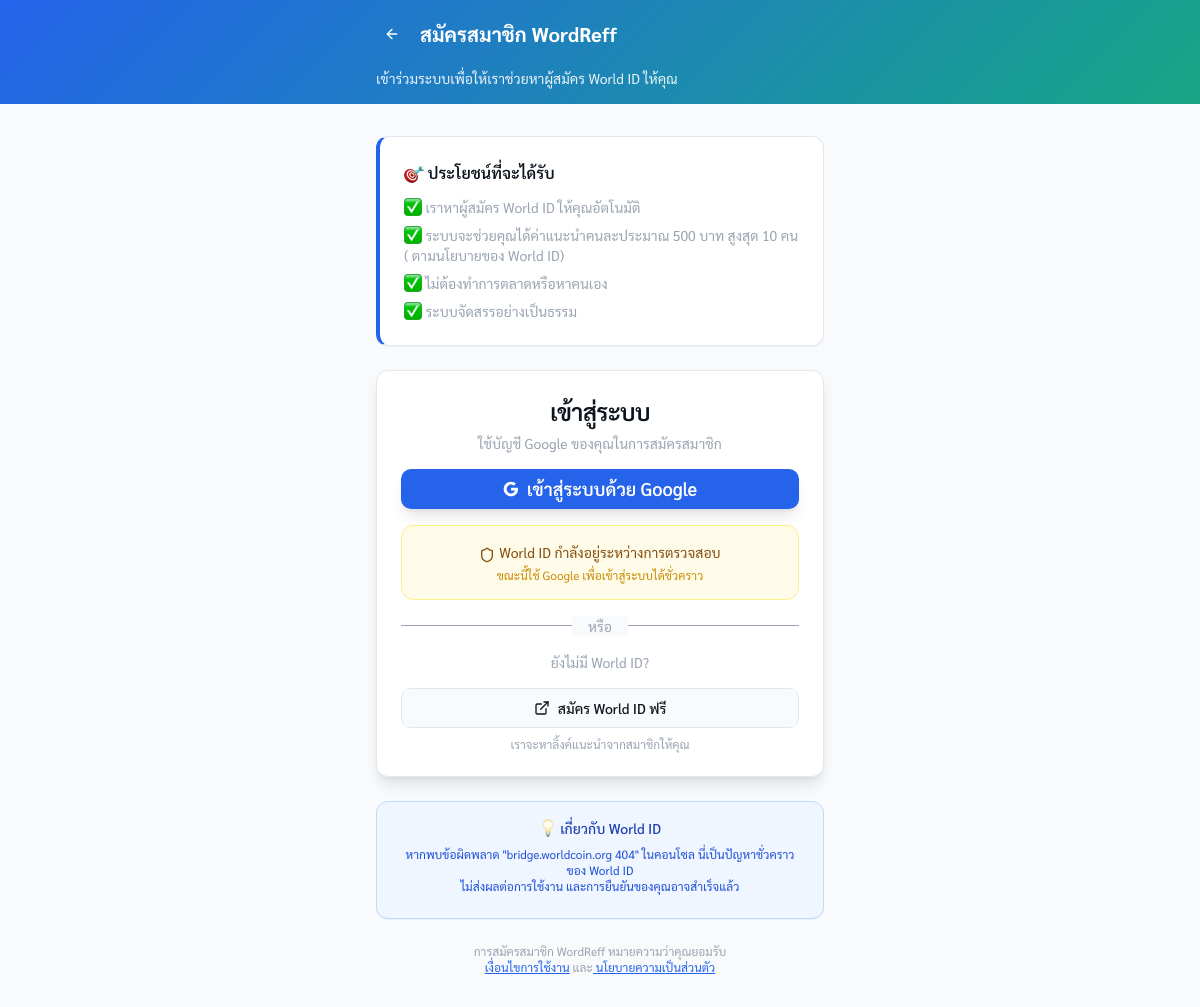 สมัครสมาชิก WordReff
เข้าร่วมระบบเพื่อให้เราช่วยหาผู้สมัคร World ID ให้คุณ
ประโยชน์ที่จะได้รับ
เราหาผู้สมัคร World ID ให้คุณอัตโนมัติ
ระบบจะช่วยคุณได้ค่าแนะนำคนละประมาณ 500 บาท สูงสุด 10 คน
( ตามนโยบายของ World ID)
ไม่ต้องทำการตลาดหรือหาคนเอง
ระบบจัดสรรอย่างเป็นธรรม
เข้าสู่ระบบ
ใช้บัญชี Google ของคุณในการสมัครสมาชิก
เข้าสู่ระบบด้วย Google
World ID กำลังอยู่ระหว่างการตรวจสอบ
ขณะนี้ใช้ Google เพื่อเข้าสู่ระบบได้ชั่วคราว
หรือ
ยังไม่มี World ID?
สมัคร World ID ฟรี
เราจะหาลิ้งค์แนะนำจากสมาชิกให้คุณ
เกี่ยวกับ World ID
หากพบข้อผิดพลาด "bridge.worldcoin.org 404" ในคอนโซล นี่เป็นปัญหาชั่วคราว
ของ World ID
ไม่ส่งผลต่อการใช้งาน และการยืนยันของคุณอาจสำเร็จแล้ว
การสมัครสมาชิก WordReff หมายความว่าคุณยอมรับ
เงื่อนไขการใช้งาน และ นโยบายความเป็นส่วนตัว